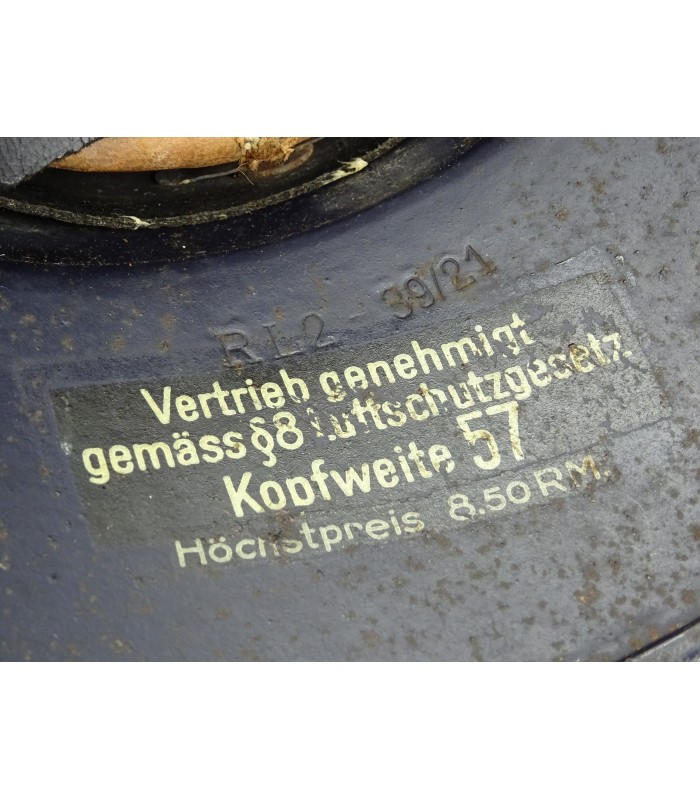 RL2 - 39/21
Vertrieb genehmigt
gemäss §8 Luftschutzgesetz.
Kopfweite 57
Höchstpreis 8.50 RM.